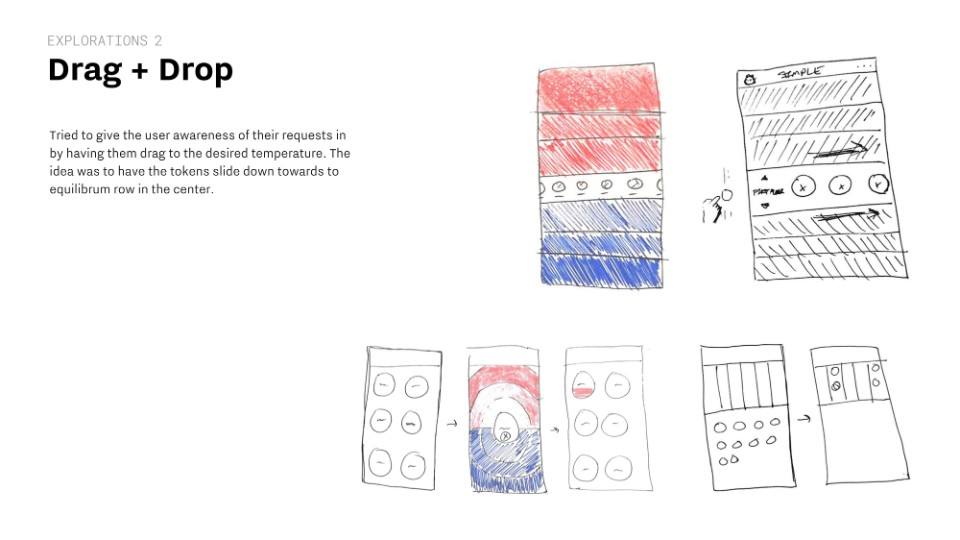 EXPLORATIONS 2
Drag + Drop
Tried to give the user awareness of their requests in
by having them drag to the desired temperature. The
idea was to have the tokens slide down towards to
equilibrum row in the center.
SIMPLE